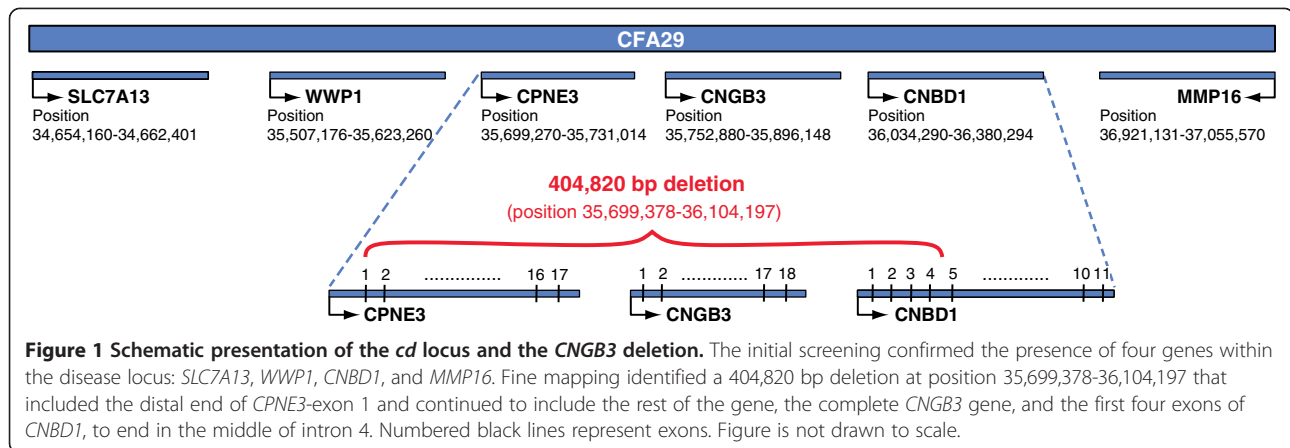 CFA29
SLC7A13
Position
34,654,160-34,662,401
WWP1
Position
35,507,176-35,623,260
CPNE3
Position
35,699,270-35,731,014
CNGB3
Position
35,752,880-35,896,148
CNBD1
Position
36,034,290-36,380,294
MMP16
Position
36,921,131-37,055,570
404,820 bp deletion
(position 35,699,378-36,104,197)
1 2 .............. 16 17
CPNE3
1 2 ............. 17 18
CNGB3
1 2 3 4 5 .............. 10 11
CNBD1
Figure 1 Schematic presentation of the cd locus and the CNGB3 deletion. The initial screening confirmed the presence of four genes within
the disease locus: SLC7A13, WWP1, CNBD1, and MMP16. Fine mapping identified a 404,820 bp deletion at position 35,699,378-36,104,197 that
included the distal end of CPNE3-exon 1 and continued to include the rest of the gene, the complete CNGB3 gene, and the first four exons of
CNBD1, to end in the middle of intron 4. Numbered black lines represent exons. Figure is not drawn to scale.